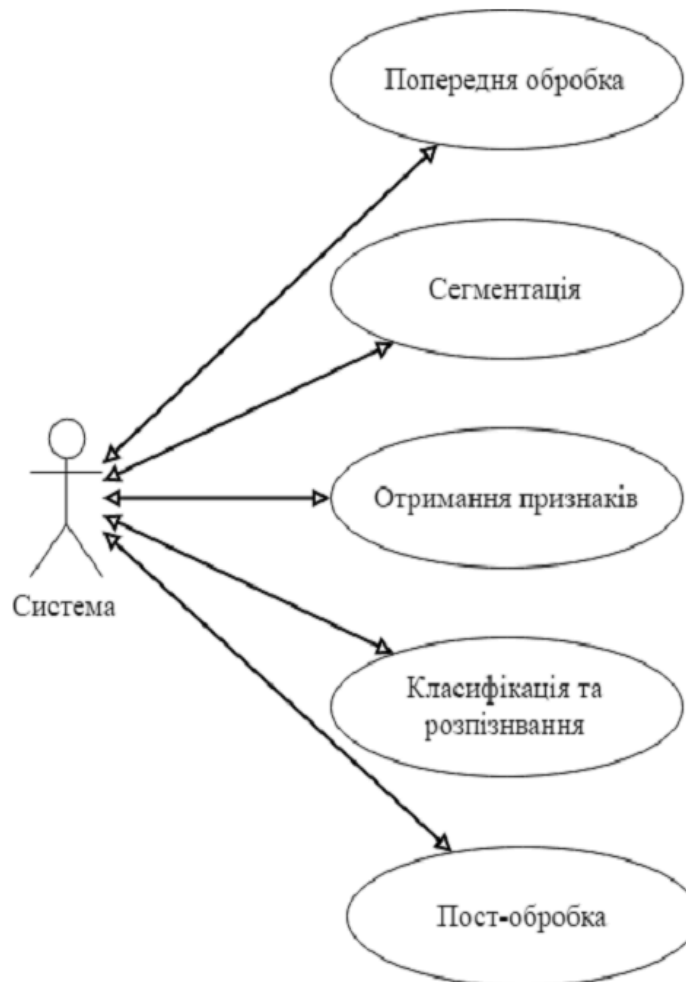 Попередня обробка
Сегментація
Отримання признаків
Система
Класифікація та
розпізнвання
Пост-обробка